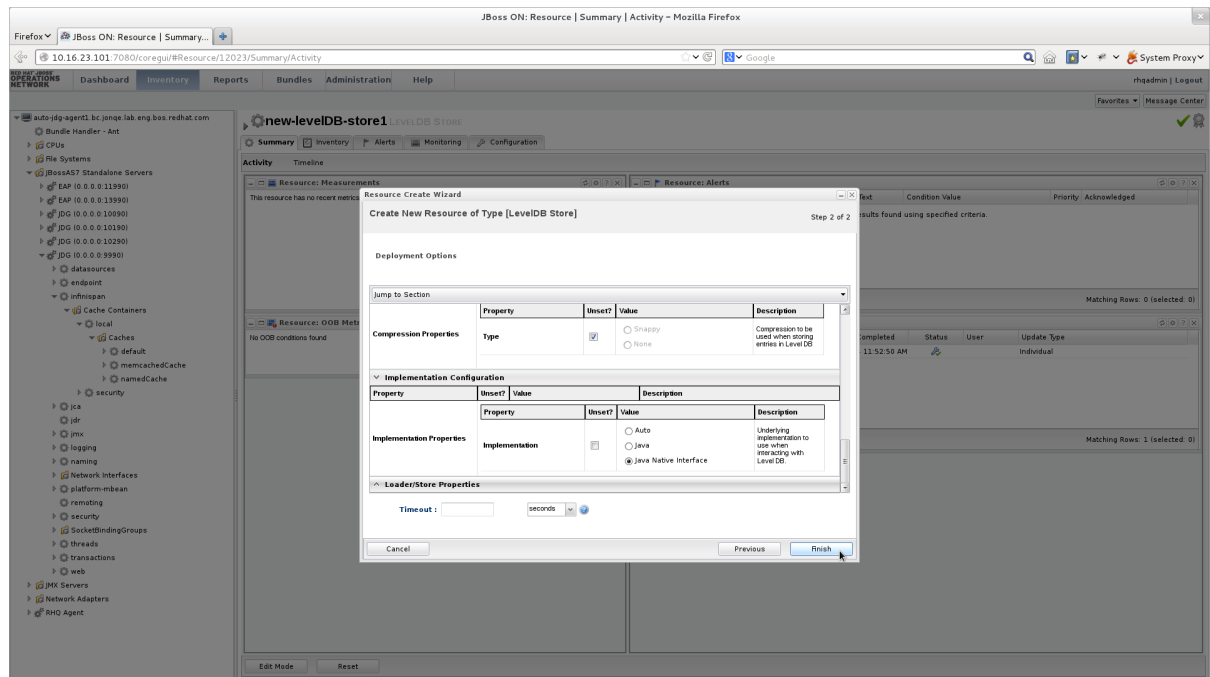 JBoss ON: Resource | Summary | Activity - Mozilla Firefox
Firefox
JBoss ON: Resource | Summary...
10.16.23.101:7080/coregui/#Resource/12023/Summary/Activity
Google
System Proxy
RED HAT JBOSS
OPERATIONS
NETWORK
Dashboard Inventory Reports Bundles Administration Help
rhqadmin | Logout
Favorites Message Center
auto-jdg-agent1.bc.jonqe.lab.eng.bos.redhat.com
Bundle Handler - Ant
CPUs
File Systems
JBossAS7 Standalone Servers
EAP (0.0.0.0:11990)
EAP (0.0.0.0:13990)
JDG (0.0.0.0:10090)
JDG (0.0.0.0:10190)
JDG (0.0.0.0:10290)
JDG (0.0.0.0:9990)
datasources
endpoint
infinispan
Cache Containers
local
Caches
default
memcachedCache
namedCache
security
jca
jdr
jmx
logging
naming
Network Interfaces
platform-mbean
remoting
security
SocketBindingGroups
threads
transactions
web
JMX Servers
Network Adapters
RHQ Agent
new-levelDB-store1 LEVELDB STORE
Summary Inventory Alerts Monitoring Configuration
Activity Timeline
Resource: Measurements
This resource has no recent metrics
Resource: OOB Metr
No OOB conditions found
Resource: Alerts
Text Condition Value Priority Acknowledged
esults found using specified criteria.
Matching Rows: 0 (selected: 0)
ompleted Status User Update Type
11:52:50 AM Individual
Matching Rows: 1 (selected: 0)
Edit Mode Reset
Resource Create Wizard
Create New Resource of Type [LevelDB Store]
Step 2 of 2
Deployment Options
Jump to Section
Property Unset? Value Description
Compression Properties
Type
Snappy
None
Compression to be
used when storing
entries in Level DB
Implementation Configuration
Property Unset? Value Description
Property Unset? Value Description
Implementation Properties
Implementation
Auto
Java
Java Native Interface
Underlying
implementation to
use when
interacting with
Level DB.
Loader/Store Properties
Timeout :
seconds
Cancel Previous Finish